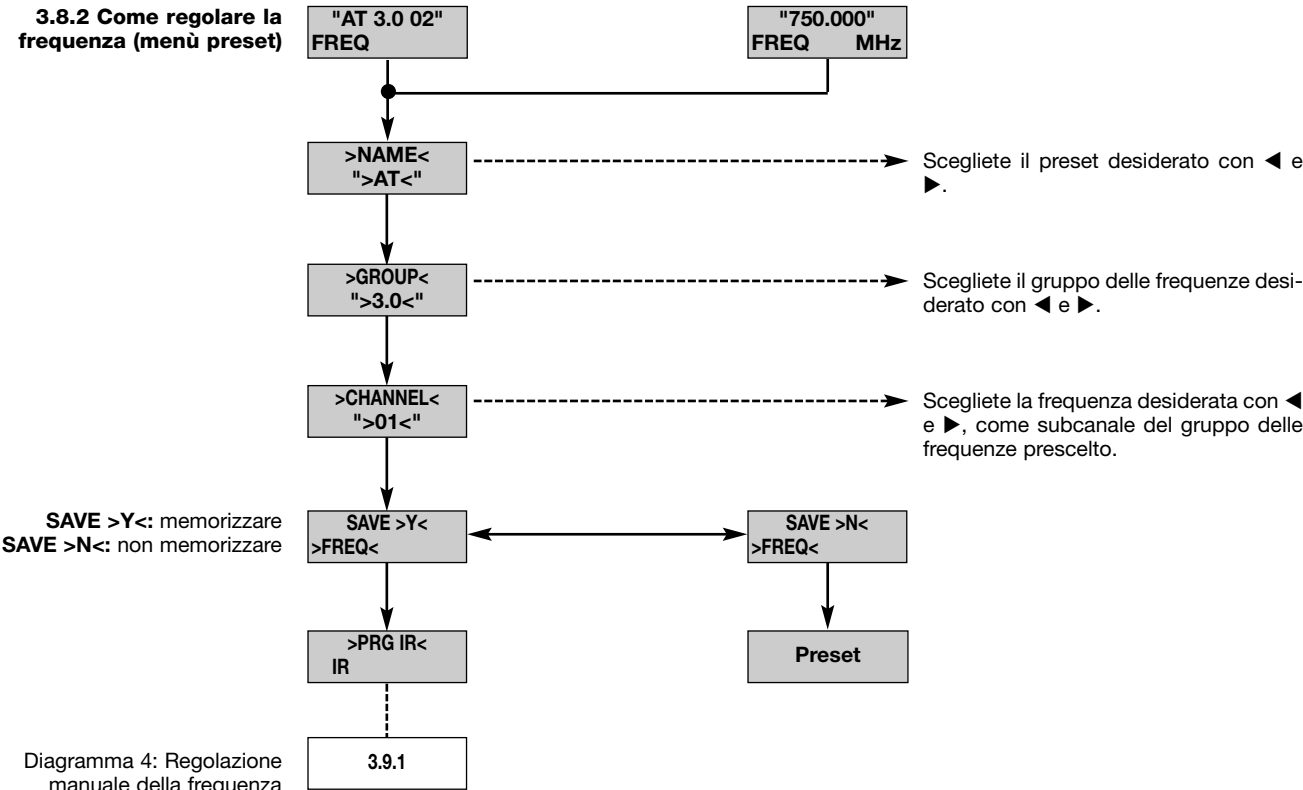 3.8.2 Come regolare la
frequenza (menù preset)
"AT 3.0 02"
FREQ
"750.000"
FREQ MHz
>NAME<
">AT<"
Scegliete il preset desiderato con ◀ e
▶.
>GROUP<
">3.0<"
Scegliete il gruppo delle frequenze desi-
derato con ◀ e ▶.
>CHANNEL<
">01<"
Scegliete la frequenza desiderata con ◀
e ▶, come subcanale del gruppo delle
frequenze prescelto.
SAVE >Y<: memorizzare
SAVE >N<: non memorizzare
SAVE >Y<
>FREQ<
SAVE >N<
>FREQ<
>PRG IR<
IR
Preset
Diagramma 4: Regolazione
manuale della frequenza
3.9.1